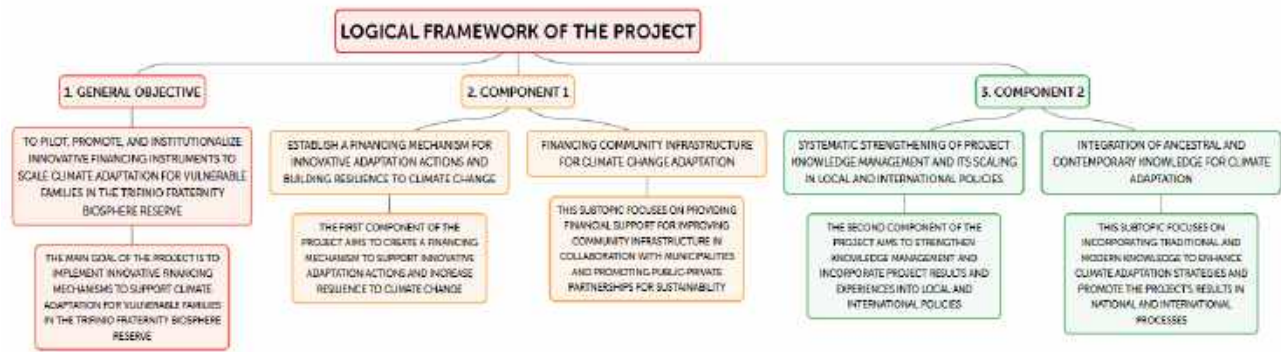 LOGICAL FRAMEWORK OF THE PROJECT
1. GENERAL OBJECTIVE
TO PILOT, PROMOTE, AND INSTITUTIONALIZE
INNOVATIVE FINANCING INSTRUMENTS TO
SCALE CLIMATE ADAPTATION FOR VULNERABLE
FAMILIES IN THE TRIFINIO FRATERNITY
BIOSPHERE RESERVE
THE MAIN GOAL OF THE PROJECT IS TO
IMPLEMENT INNOVATIVE FINANCING
MECHANISMS TO SUPPORT CLIMATE
ADAPTATION FOR VULNERABLE FAMILIES
IN THE TRIFINIO FRATERNITY BIOSPHERE
RESERVE
2. COMPONENT 1
ESTABLISH A FINANCING MECHANISM FOR
INNOVATIVE ADAPTATION ACTIONS AND
BUILDING RESILIENCE TO CLIMATE CHANGE
THE FIRST COMPONENT OF THE
PROJECT AIMS TO CREATE A FINANCING
MECHANISM TO SUPPORT INNOVATIVE
ADAPTATION ACTIONS AND INCREASE
RESILIENCE TO CLIMATE CHANGE
FINANCING COMMUNITY INFRASTRUCTURE
FOR CLIMATE CHANGE ADAPTATION
THIS SUBTOPIC FOCUSES ON PROVIDING
FINANCIAL SUPPORT FOR IMPROVING
COMMUNITY INFRASTRUCTURE IN
COLLABORATION WITH MUNICIPALITIES
AND PROMOTING PUBLIC-PRIVATE
PARTNERSHIPS FOR SUSTAINABILITY
3. COMPONENT 2
SYSTEMATIC STRENGTHENING OF PROJECT
KNOWLEDGE MANAGEMENT AND ITS SCALING
IN LOCAL AND INTERNATIONAL POLICIES
THE SECOND COMPONENT OF THE
PROJECT AIMS TO STRENGTHEN
KNOWLEDGE MANAGEMENT AND
INCORPORATE PROJECT RESULTS AND
EXPERIENCES INTO LOCAL AND
INTERNATIONAL POLICIES
INTEGRATION OF ANCESTRAL AND
CONTEMPORARY KNOWLEDGE FOR CLIMATE
ADAPTATION
THIS SUBTOPIC FOCUSES ON
INCORPORATING TRADITIONAL AND
MODERN KNOWLEDGE TO ENHANCE
CLIMATE ADAPTATION STRATEGIES AND
PROMOTE THE PROJECT'S RESULTS IN
NATIONAL AND INTERNATIONAL
PROCESSES